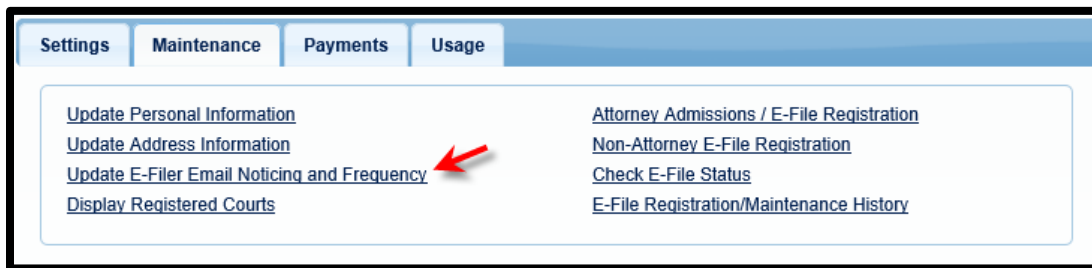 Settings Maintenance Payments Usage
Update Personal Information
Update Address Information
Update E-Filer Email Noticing and Frequency
Display Registered Courts
Attorney Admissions / E-File Registration
Non-Attorney E-File Registration
Check E-File Status
E-File Registration/Maintenance History